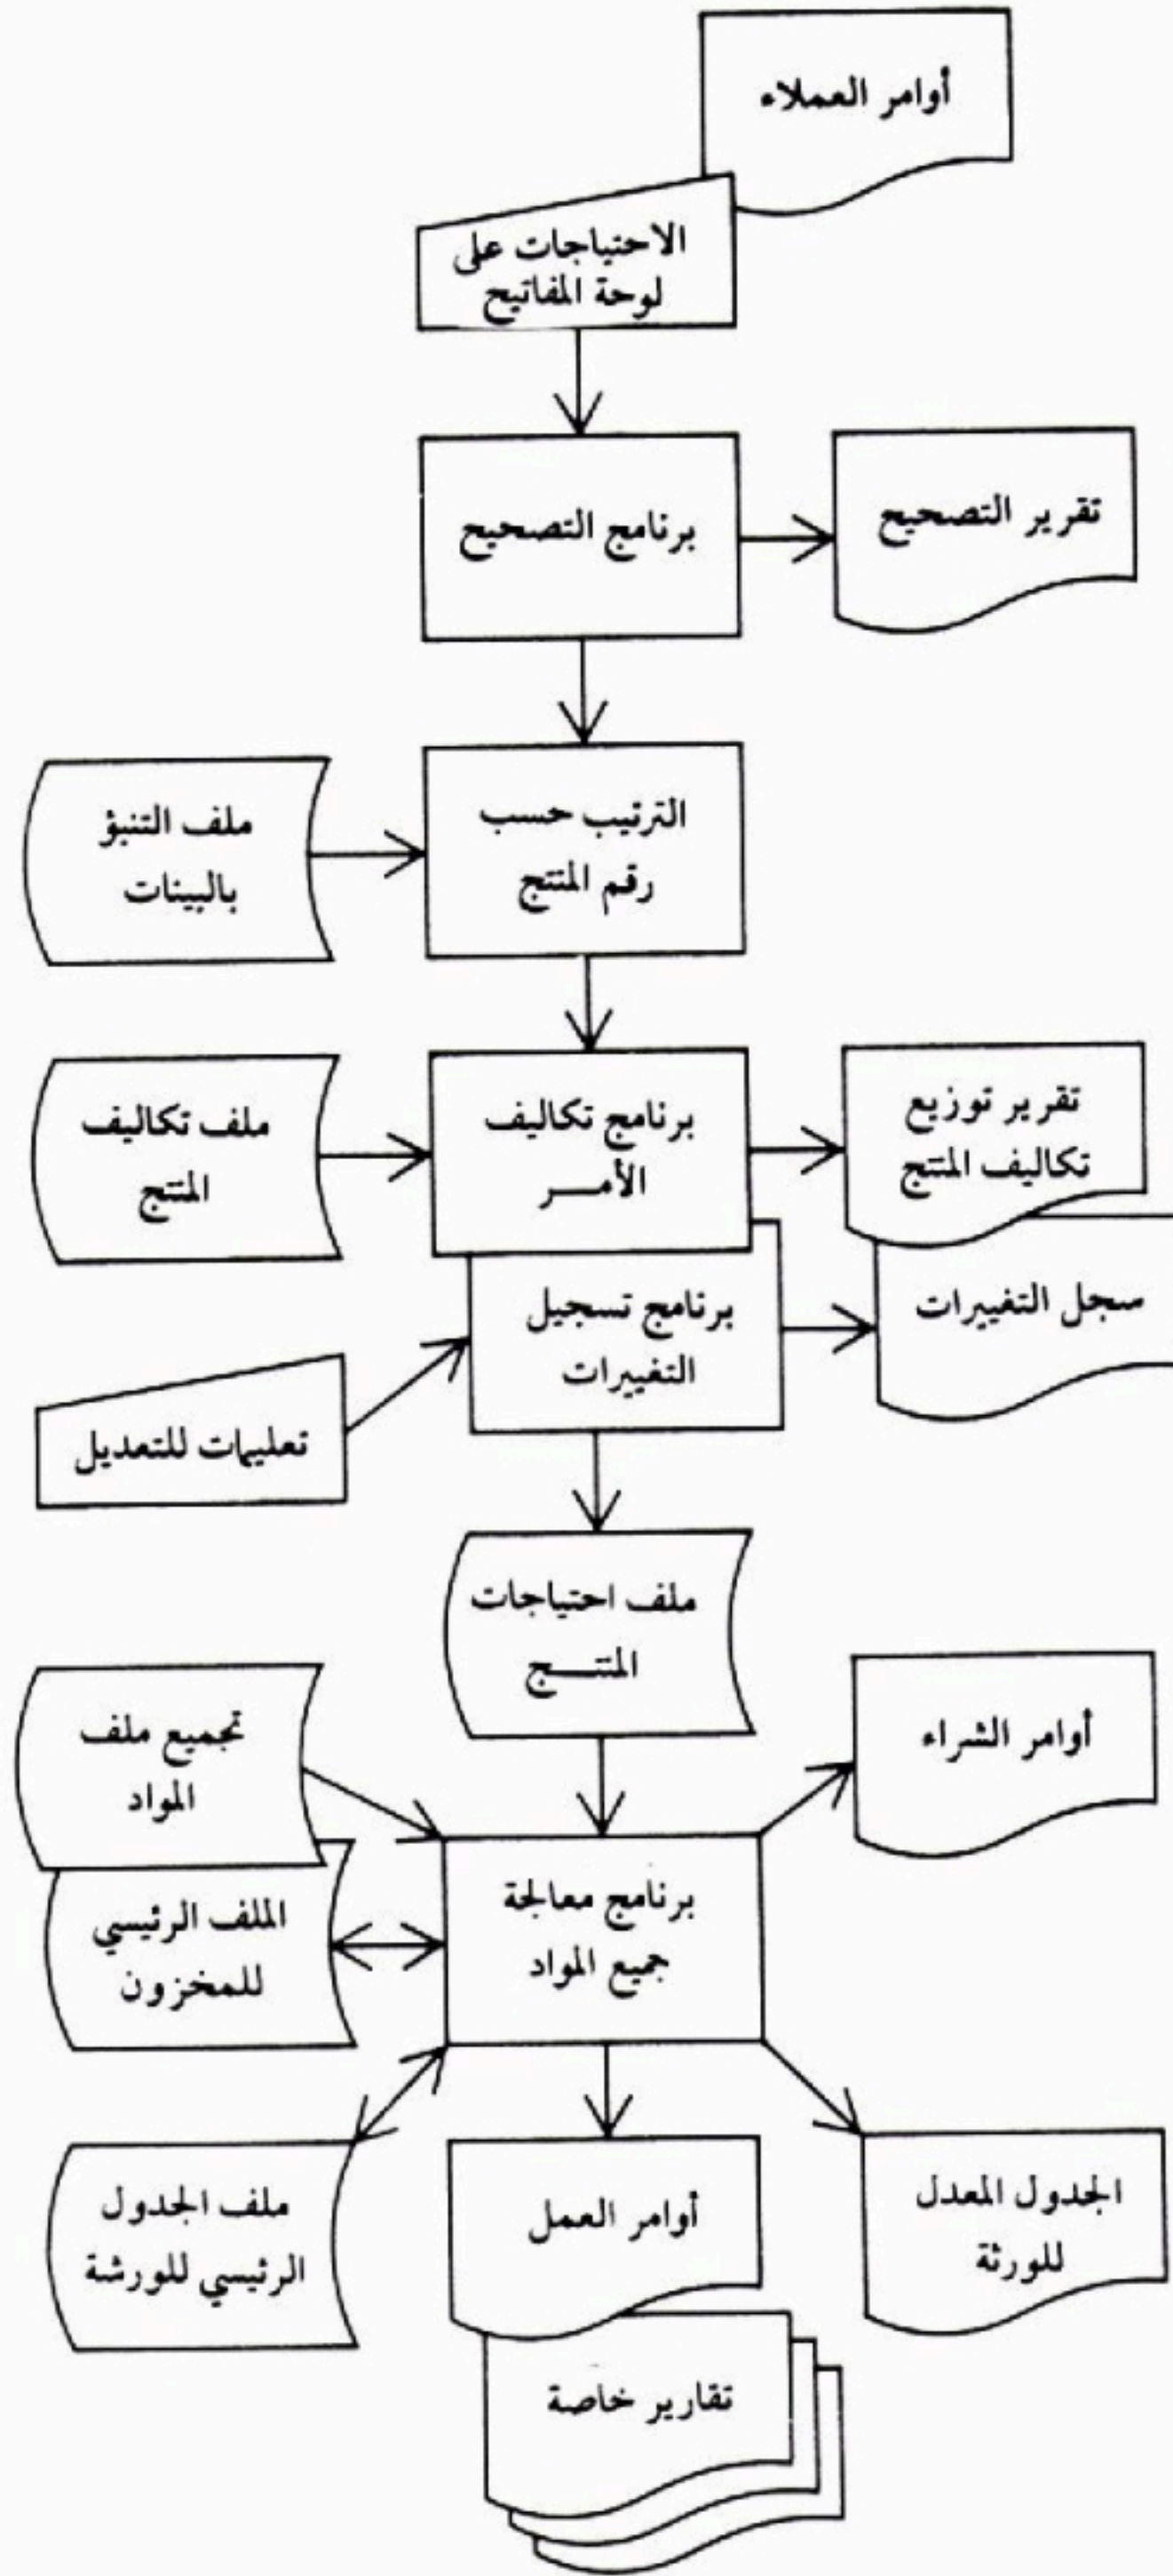 أوامر العملاء
الاحتياجات على
لوحة المفاتيح
برنامج التصحيح
تقرير التصحيح
الترتيب حسب
رقم المنتج
ملف التنبؤ
بالبينات
برنامج تكاليف
الأمـــر
ملف تكاليف
المنتج
تقرير توزيع
تكاليف المنتج
برنامج تسجيل
التغييرات
سجل التغييرات
تعليمات للتعديل
ملف احتياجات
المنتـــج
تجميع ملف
المواد
أوامر الشراء
برنامج معالجة
جميع المواد
الملف الرئيسي
للمخزون
ملف الجدول
الرئيسي للورشة
أوامر العمل
الجدول المعدل
للورثة
تقارير خاصة